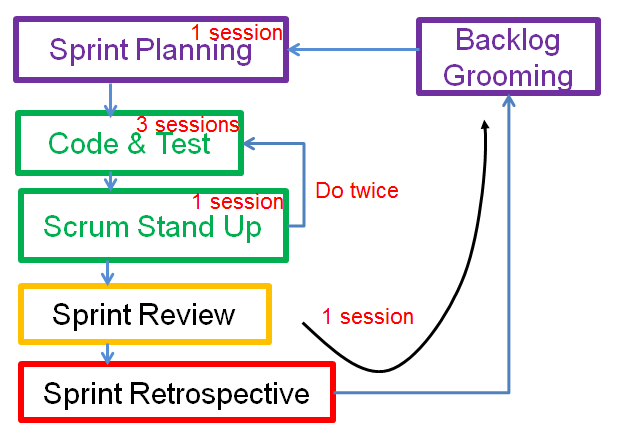 1 session
Sprint Planning
Backlog
Grooming
3 sessions
Code & Test
Do twice
1 session
Scrum Stand Up
Sprint Review
1 session
Sprint Retrospective